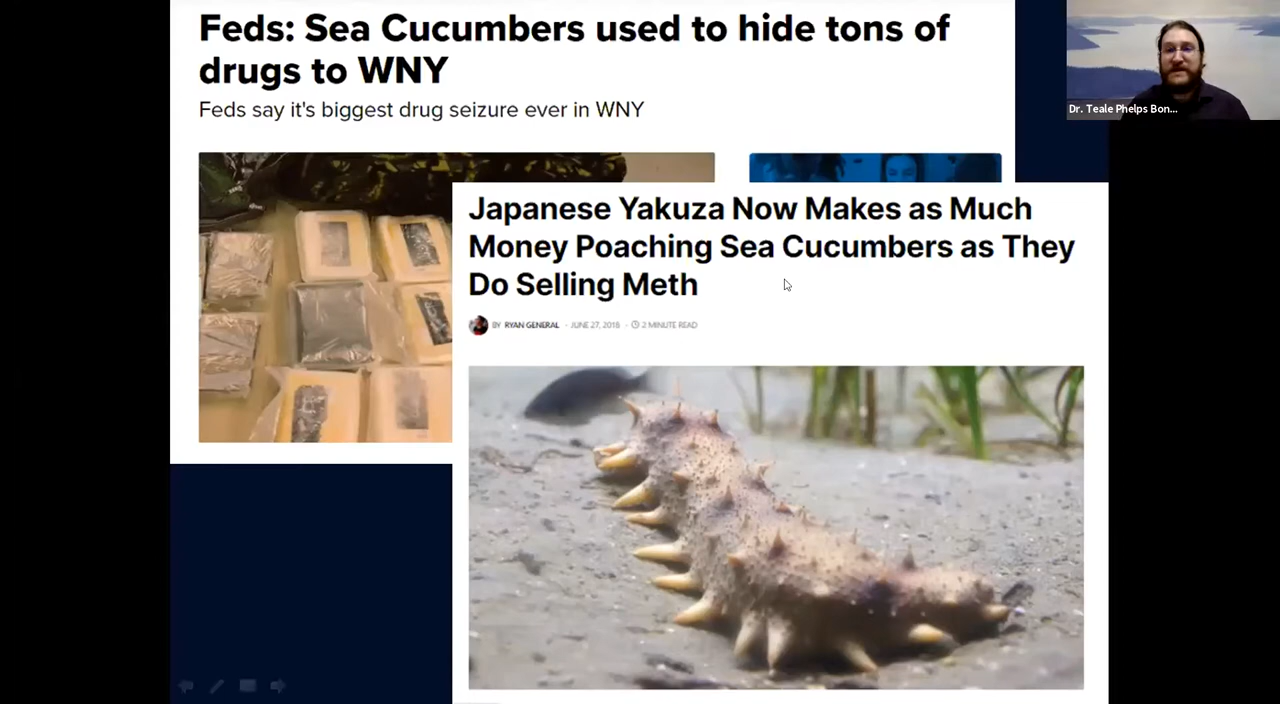 Feds: Sea Cucumbers used to hide tons of
drugs to WNY
Feds say it's biggest drug seizure ever in WNY
Dr. Teale Phelps Bon...
Japanese Yakuza Now Makes as Much
Money Poaching Sea Cucumbers as They
Do Selling Meth
BY RYAN GENERAL - JUNE 27, 2018 - 2 MINUTE READ